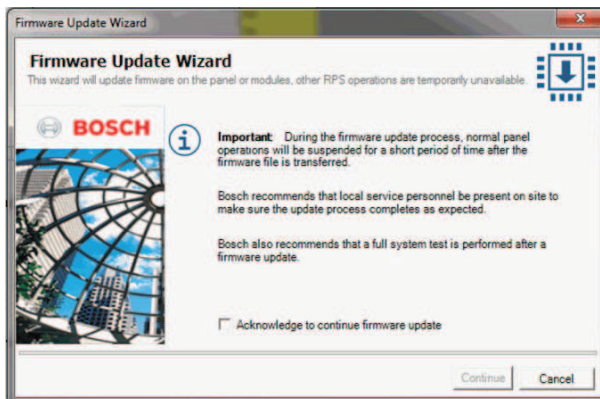 Firmware Update Wizard
Firmware Update Wizard
This wizard will update firmware on the panel or modules, other RPS operations are temporarily unavailable.
BOSCH
Important: During the firmware update process, normal panel
operations will be suspended for a short period of time after the
firmware file is transferred.
Bosch recommends that local service personnel be present on site to
make sure the update process completes as expected.
Bosch also recommends that a full system test is performed after a
firmware update.
Acknowledge to continue firmware update
Continue
Cancel